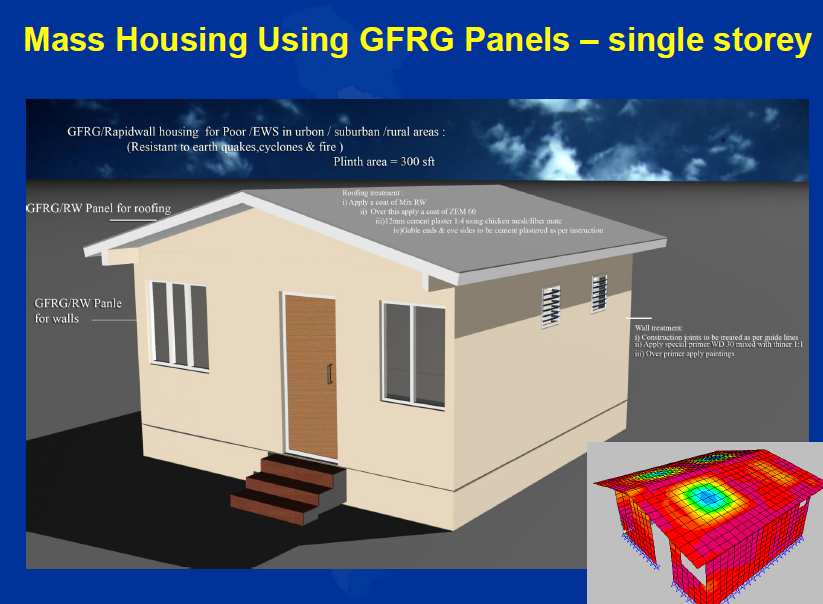 Mass Housing Using GFRG Panels – single storey
GFRG/Rapidwall housing for Poor /EWS in urbon / suburban /rural areas :
(Resistant to earth quakes,cyclones & fire )
Plinth area = 300 sft
Roofing treatment :
i) Apply a coat of Mix RW
ii) Over this apply a coat of ZEM 60
iii)12mm cement plaster 1:4 using chicken mesh/fiber mate
iv)Gable ends & eve sides to be cement plastered as per instruction
GFRG/RW Panel for roofing
GFRG/RW Panle
for walls
Wall treatment:
i) Construction joints to be treated as per guide lines
ii) Apply special primer WD 30 mixed with thiner 1:1
iii) Over primer apply paintings